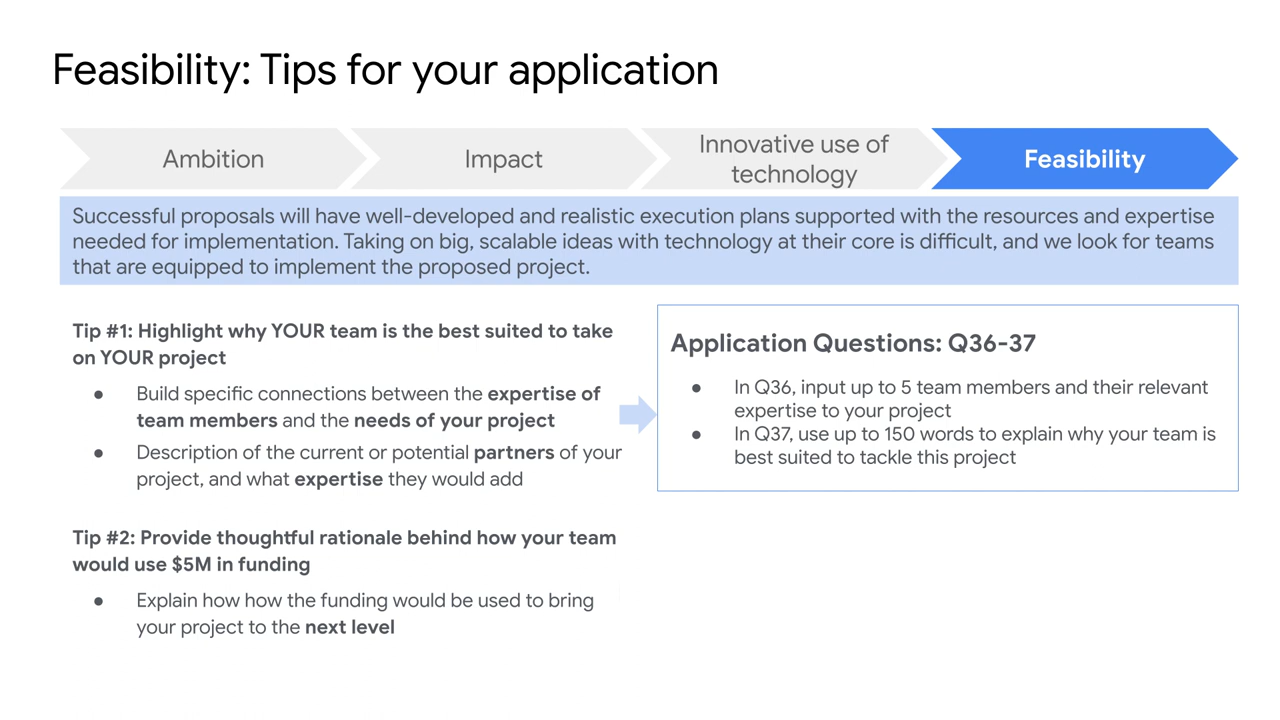 Feasibility: Tips for your application
Ambition
Impact
Innovative use of
technology
Feasibility
Successful proposals will have well-developed and realistic execution plans supported with the resources and expertise
needed for implementation. Taking on big, scalable ideas with technology at their core is difficult, and we look for teams
that are equipped to implement the proposed project.
Tip #1: Highlight why YOUR team is the best suited to take
on YOUR project
● Build specific connections between the expertise of
team members and the needs of your project
● Description of the current or potential partners of your
project, and what expertise they would add
Tip #2: Provide thoughtful rationale behind how your team
would use $5M in funding
● Explain how how the funding would be used to bring
your project to the next level
Application Questions: Q36-37
● In Q36, input up to 5 team members and their relevant
expertise to your project
● In Q37, use up to 150 words to explain why your team is
best suited to tackle this project